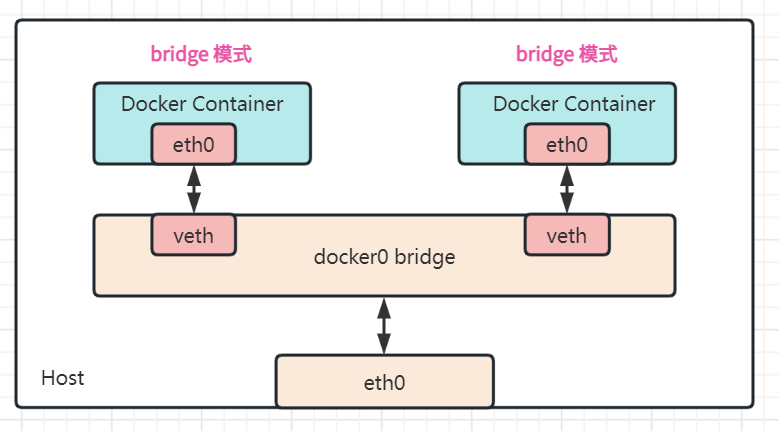 bridge 模式
bridge 模式
Docker Container
Docker Container
eth0
eth0
veth
veth
docker0 bridge
Host
eth0